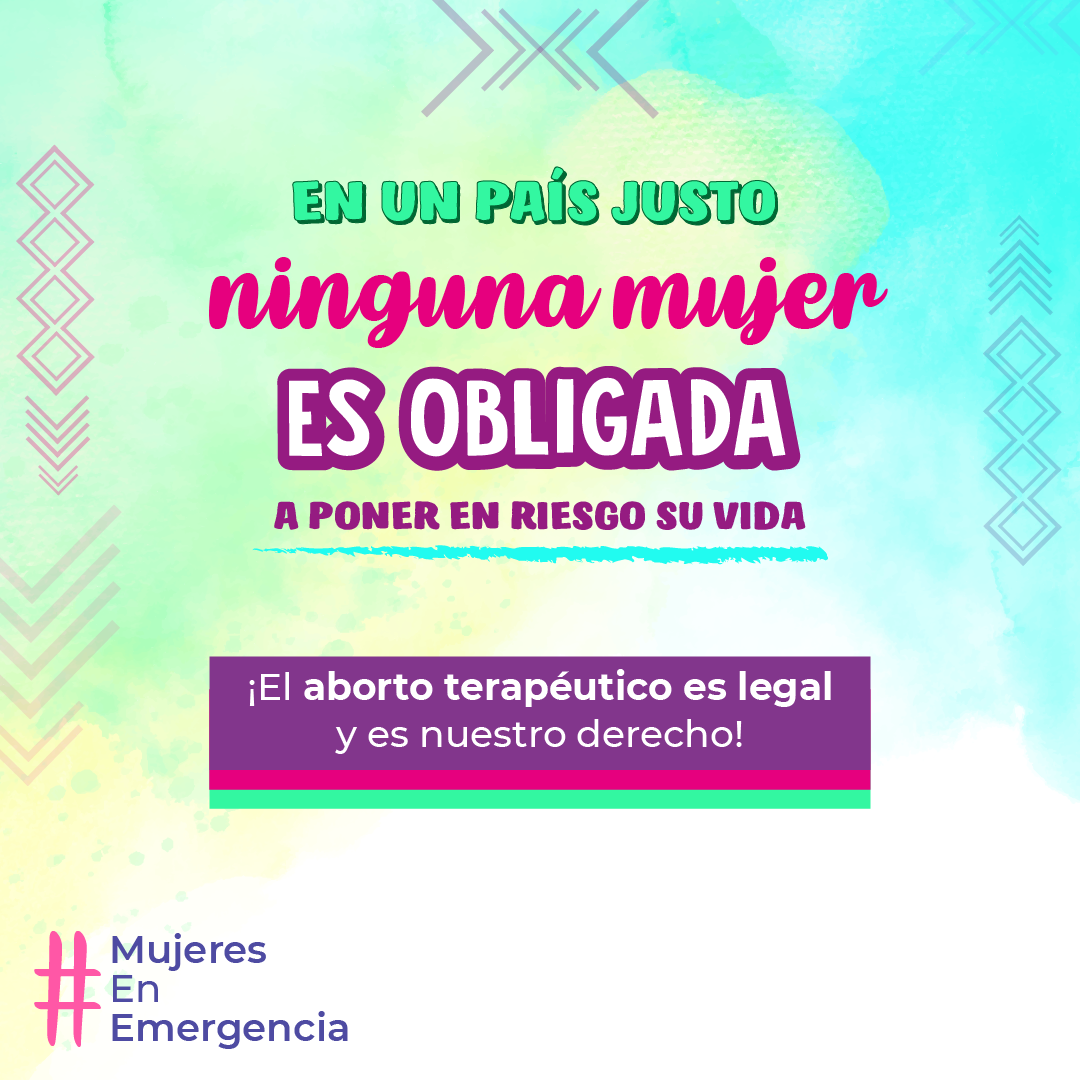 EN UN PAÍS JUSTO
ninguna mujer
ES OBLIGADA
A PONER EN RIESGO SU VIDA
¡El aborto terapéutico es legal
y es nuestro derecho!
#Mujeres
En
Emergencia